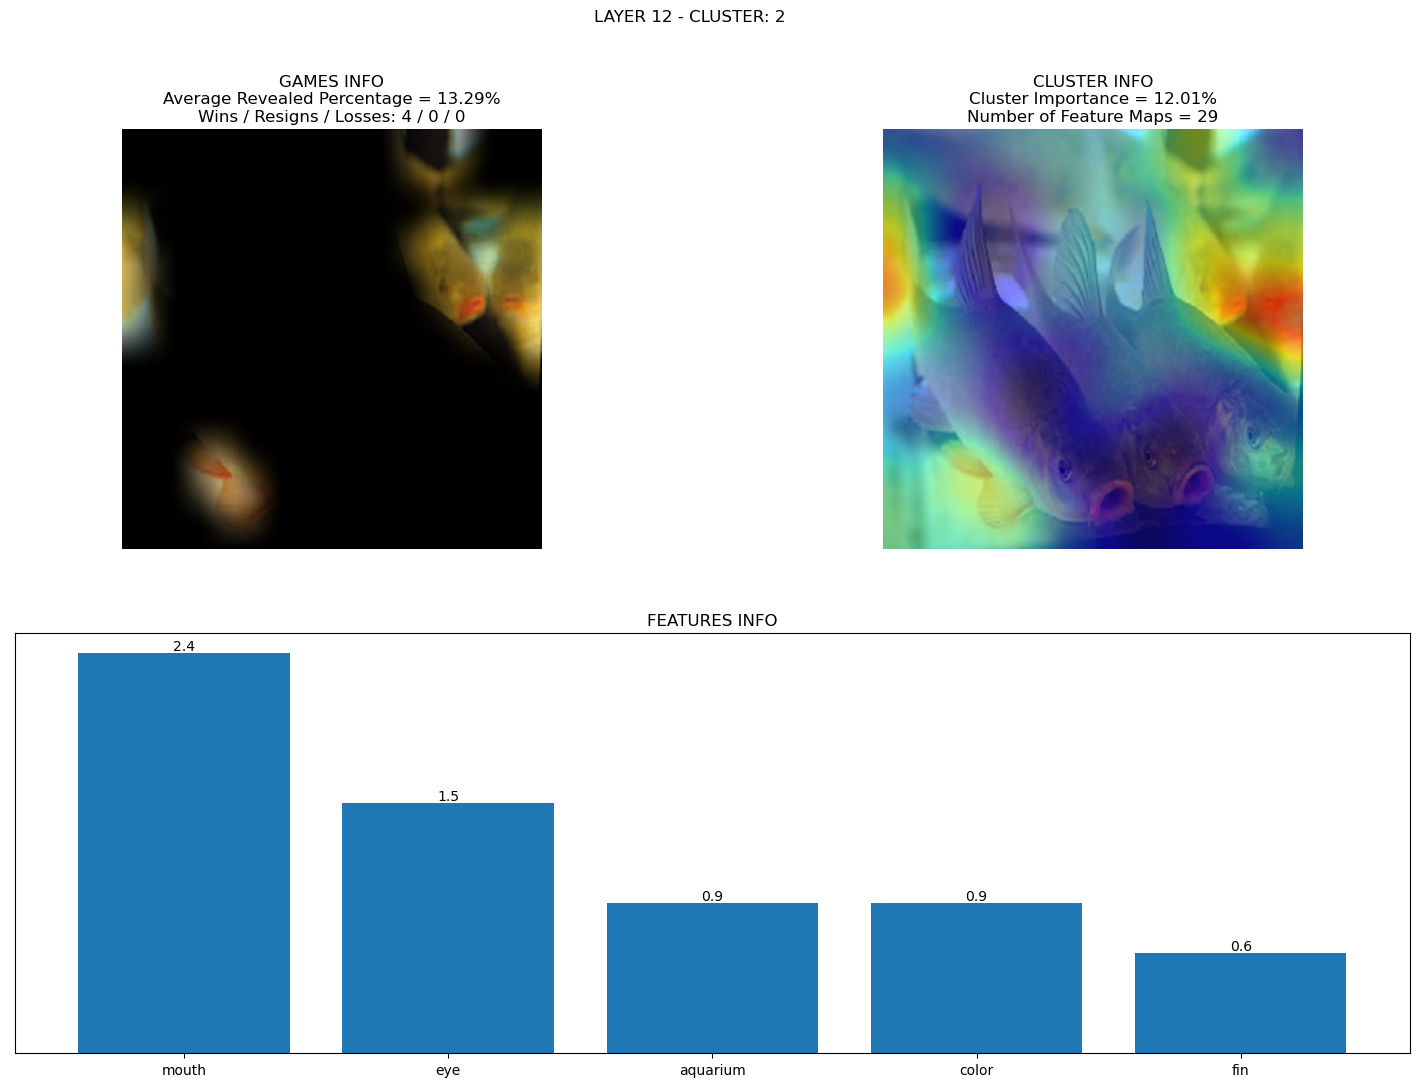 LAYER 12 - CLUSTER: 2
GAMES INFO
Average Revealed Percentage = 13.29%
Wins / Resigns / Losses: 4 / 0 / 0
CLUSTER INFO
Cluster Importance = 12.01%
Number of Feature Maps = 29
FEATURES INFO
2.4
1.5
0.9
0.9
0.6
mouth
eye
aquarium
color
fin